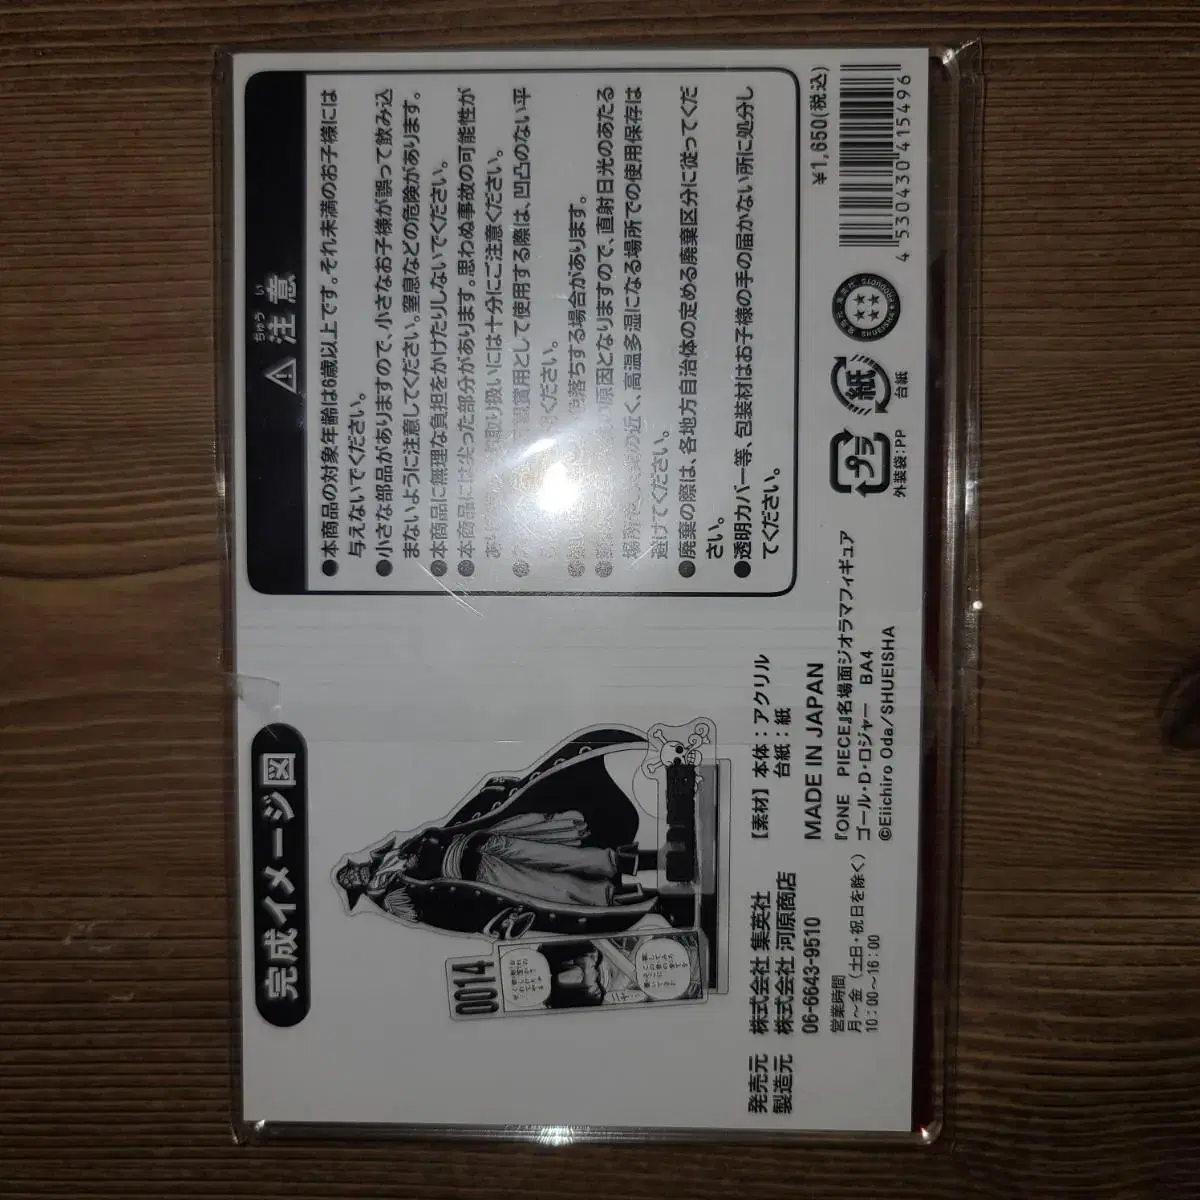 完成イメージ図
0014
発売元 株式会社 集英社
製造元 株式会社 河原商店
06-6643-9510
営業時間
月～金（土日・祝日を除く）
10：00～16：00
【素材】本体：アクリル
台紙：紙
MADE IN JAPAN
『ONE PIECE』名場面ジオラマフィギュア
ゴール・D・ロジャー BA4
©Eiichiro Oda/SHUEISHA
ちゅう い
注意
●本商品の対象年齢は6歳以上です。それ未満のお子様には
与えないでください。
●小さな部品がありますので、小さなお子様が誤って飲み込
まないように注意してください。窒息などの危険があります。
●本商品に無理な負担をかけたりしないでください。
●本商品には尖った部分があります。思わぬ事故の可能性が
取り扱いには十分にご注意ください。
観賞用として使用する際は、凹凸のない平
ください。
落ちする場合があります。
原因となりますので、直射日光のあたる
の近く、高温多湿になる場所での使用保存は
避けてください。
●廃棄の際は、各地方自治体の定める廃棄区分に従ってくだ
さい。
●透明カバー等、包装材はお子様の手の届かない所に処分し
てください。
プラ
外装袋：PP
紙
台紙
SHUEISHA PRODUCTS
¥1,650(税込)
4 530430 415496